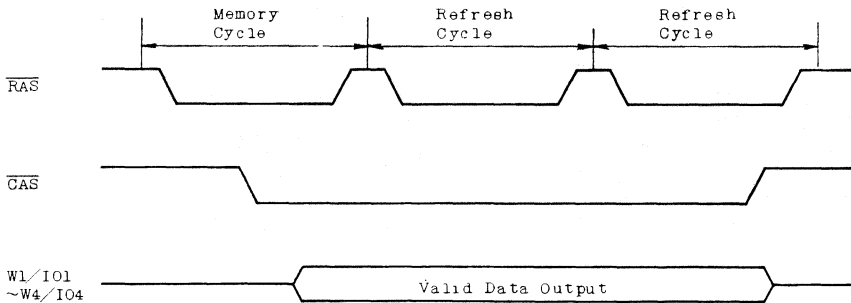 Memory Cycle
Refresh Cycle
Refresh Cycle
RAS
CAS
W1/IO1
~W4/IO4
Valid Data Output